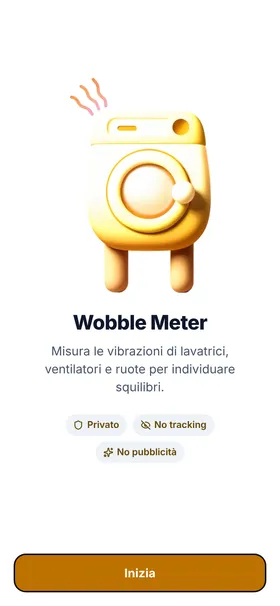 Wobble Meter
Misura le vibrazioni di lavatrici,
ventilatori e ruote per individuare
squilibri.
Privato
No tracking
No pubblicità
Inizia